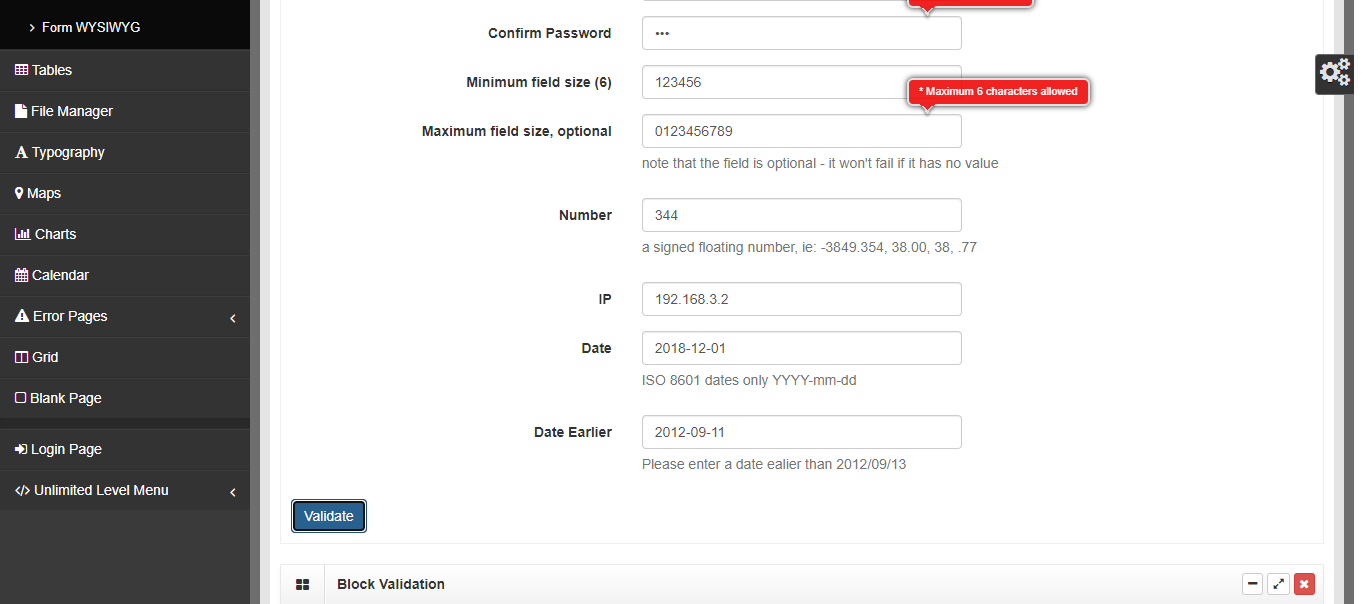 Form WYSIWYG
Tables
File Manager
Typography
Maps
Charts
Calendar
Error Pages
Grid
Blank Page
Login Page
Unlimited Level Menu
Confirm Password •••
Minimum field size (6) 123456
* Maximum 6 characters allowed
Maximum field size, optional 0123456789
note that the field is optional - it won't fail if it has no value
Number 344
a signed floating number, ie: -3849.354, 38.00, 38, .77
IP 192.168.3.2
Date 2018-12-01
ISO 8601 dates only YYYY-mm-dd
Date Earlier 2012-09-11
Please enter a date ealier than 2012/09/13
Validate
Block Validation